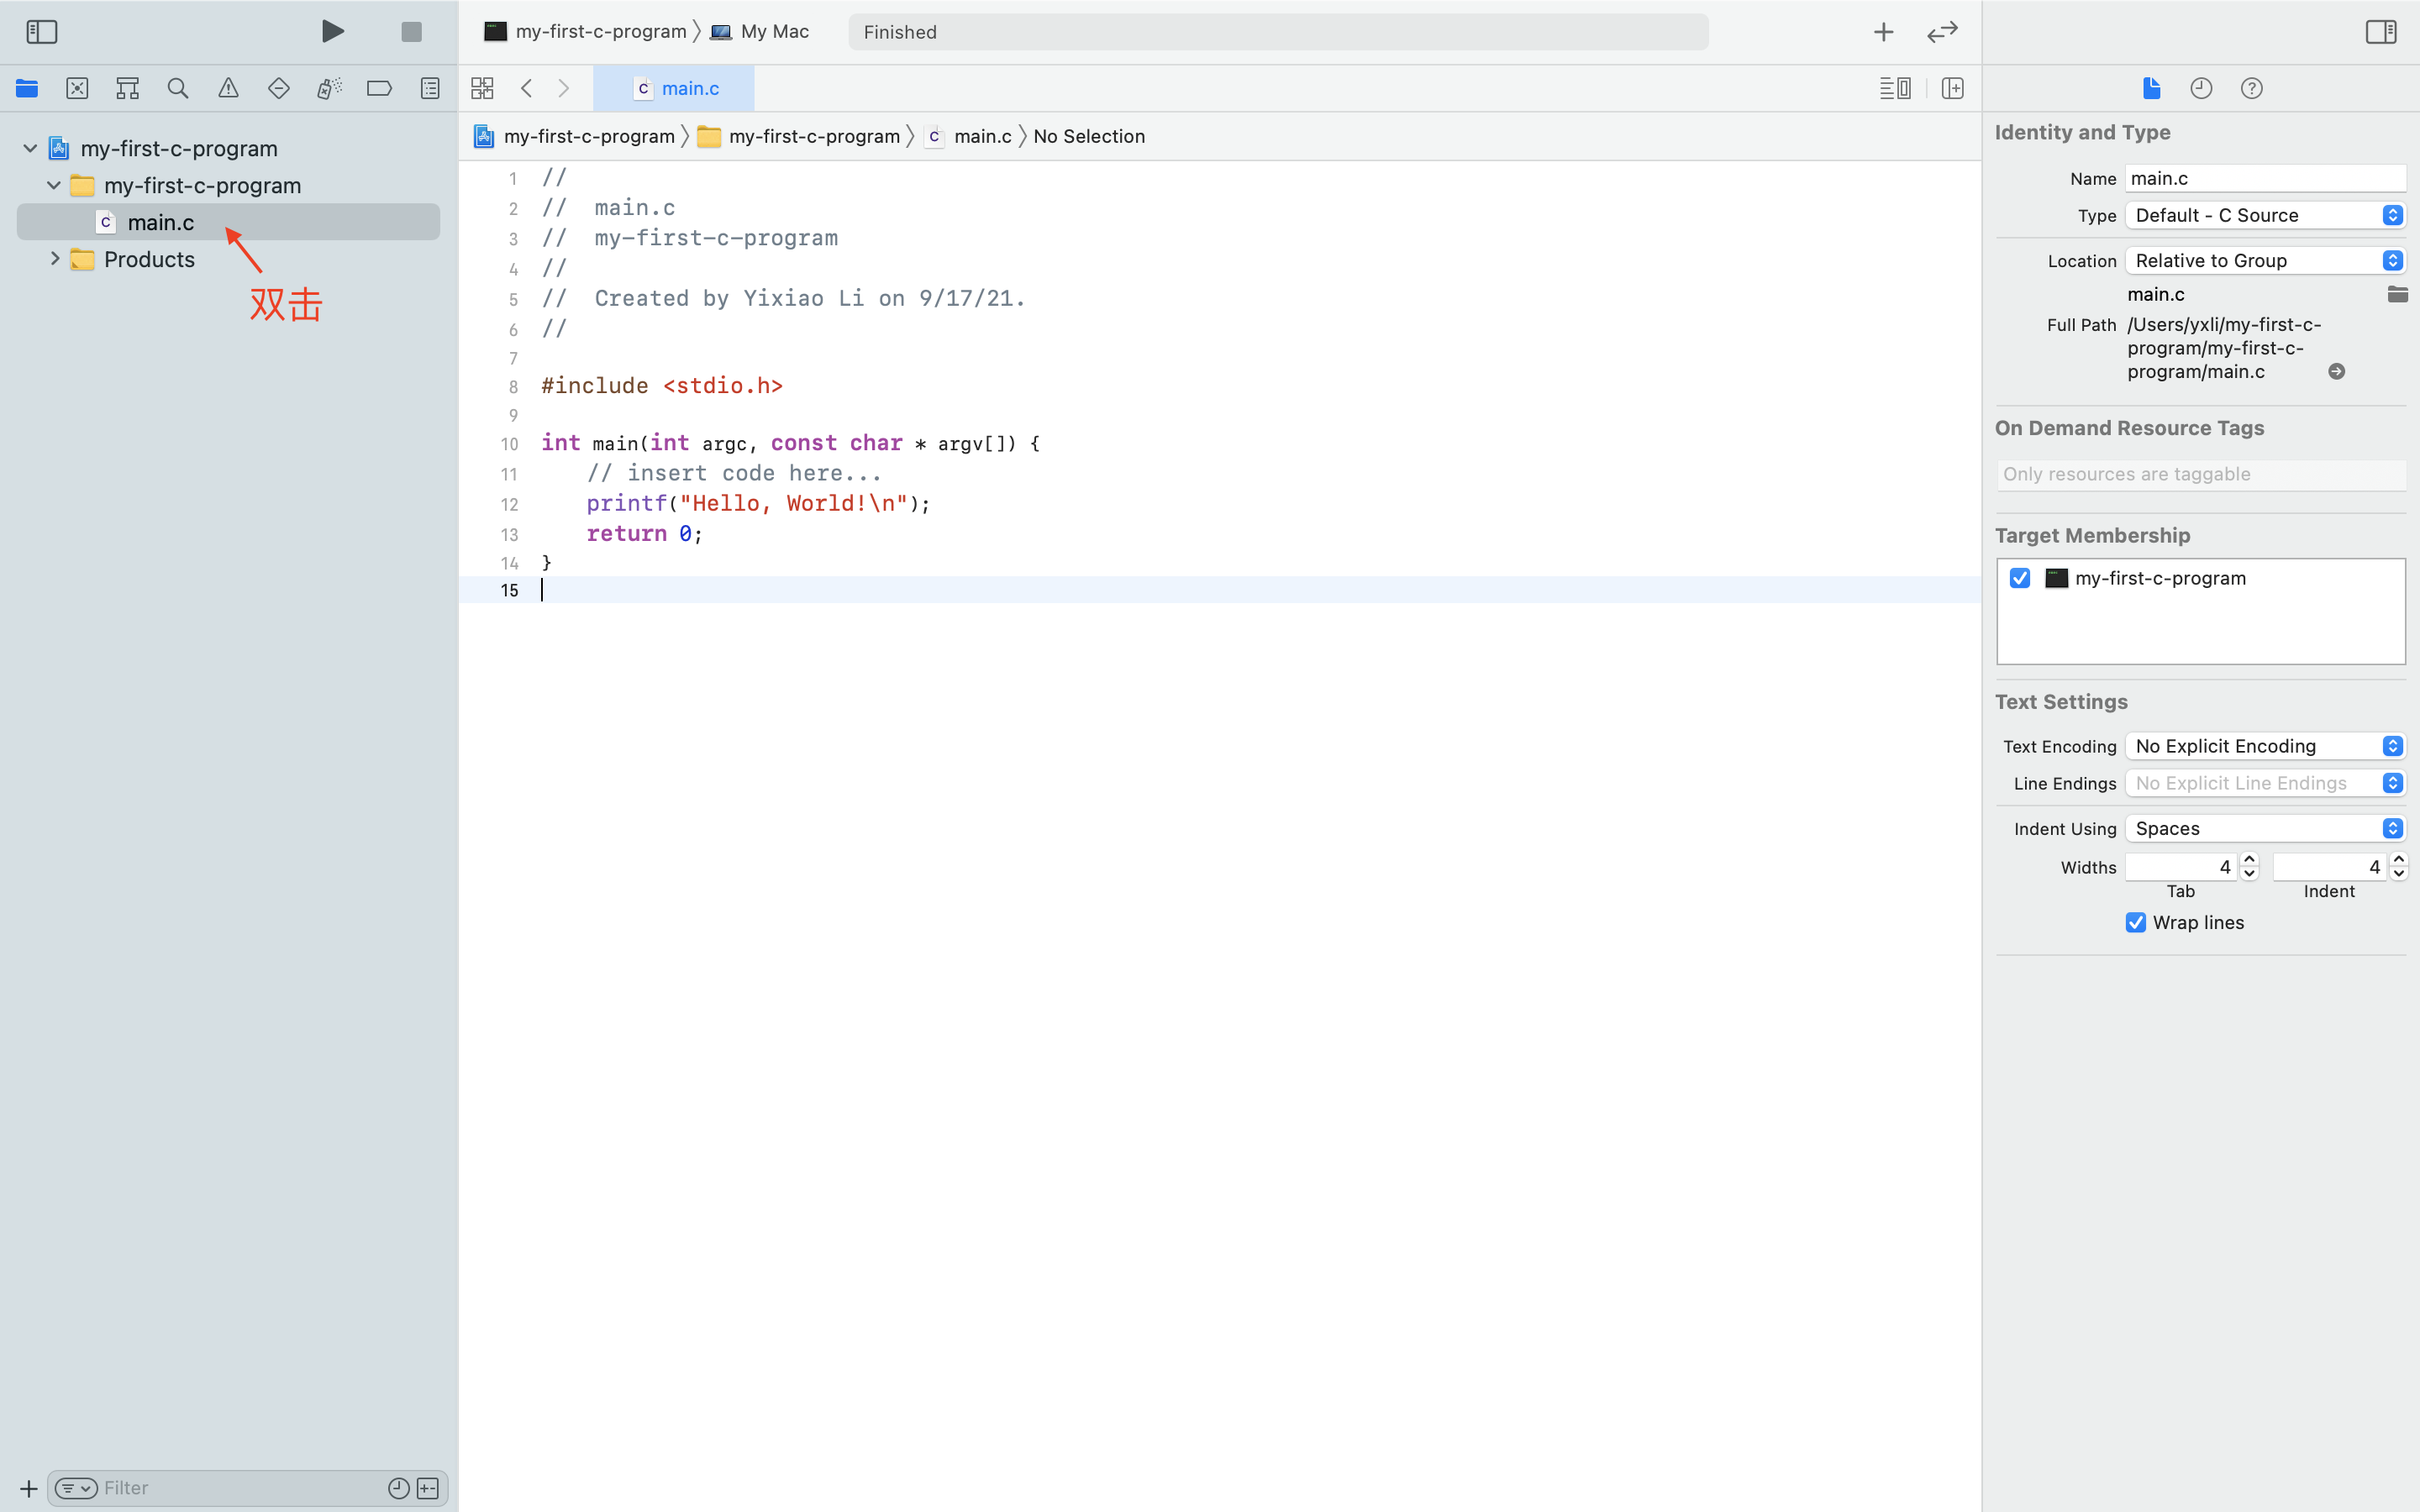 my-first-c-program 〉 My Mac
Finished
main.c
my-first-c-program
my-first-c-program
main.c
Products
双击
Filter
my-first-c-program 〉 my-first-c-program 〉 main.c 〉 No Selection
1 //
2 //  main.c
3 //  my-first-c-program
4 //
5 //  Created by Yixiao Li on 9/17/21.
6 //
7
8 #include <stdio.h>
9
10 int main(int argc, const char * argv[]) {
11     // insert code here...
12     printf("Hello, World!\n");
13     return 0;
14 }
15
Identity and Type
Name main.c
Type Default - C Source
Location Relative to Group
main.c
Full Path /Users/yxli/my-first-c-
program/my-first-c-
program/main.c
On Demand Resource Tags
Only resources are taggable
Target Membership
my-first-c-program
Text Settings
Text Encoding No Explicit Encoding
Line Endings No Explicit Line Endings
Indent Using Spaces
Widths 4 4
Tab Indent
Wrap lines